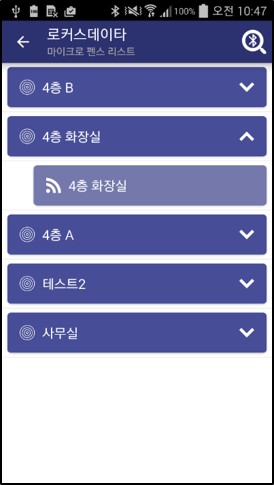 100% 오전 10:47
로커스데이타
마이크로 펜스 리스트
4층 B
4층 화장실
4층 화장실
4층 A
테스트2
사무실